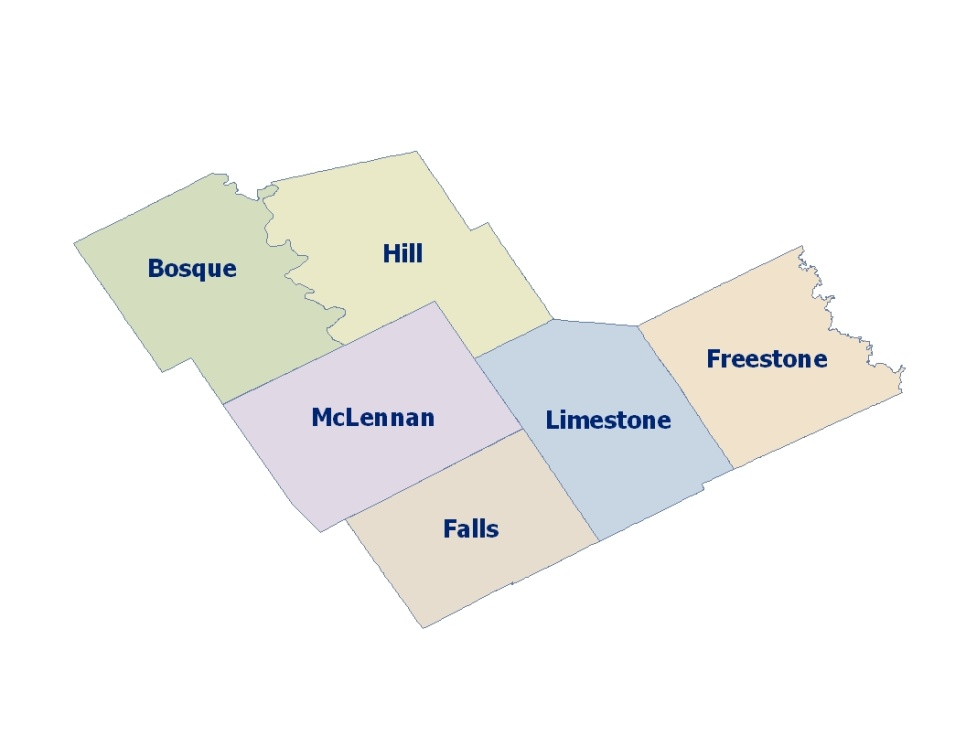 Hill
Bosque
Freestone
McLennan
Limestone
Falls